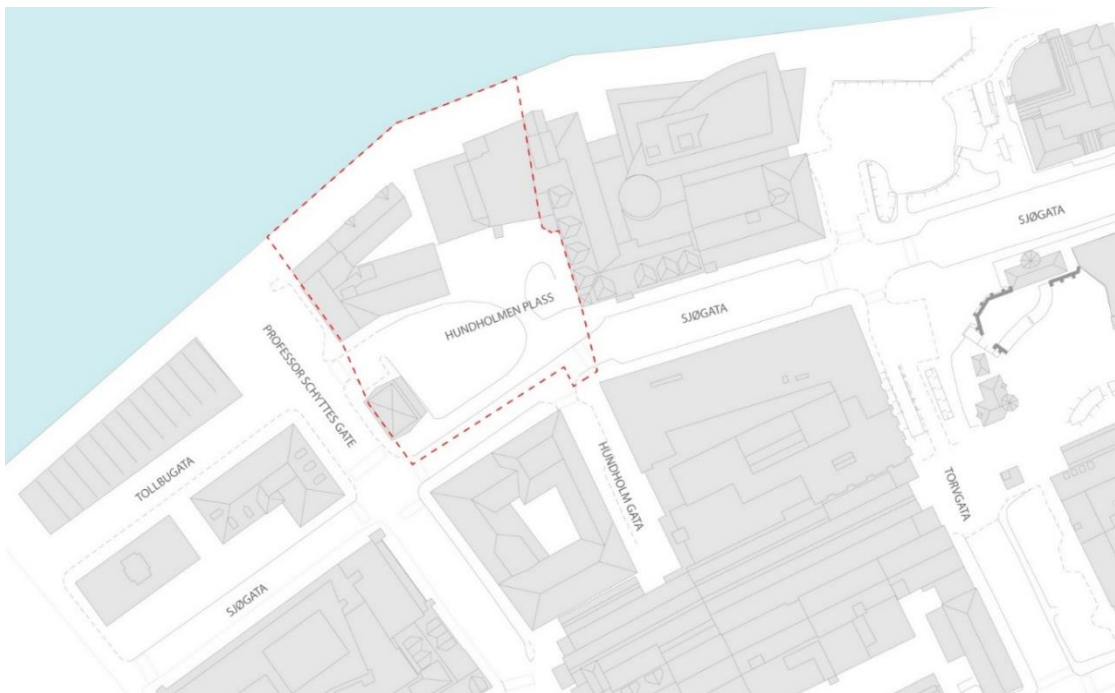 SJØGATA
HUNDHOLMEN PLASS
SJØGATA
PROFESSOR SCHYTTES GATE
TOLLBUGATA
HUNDHOLM GATA
TORVGATA
SJØGATA